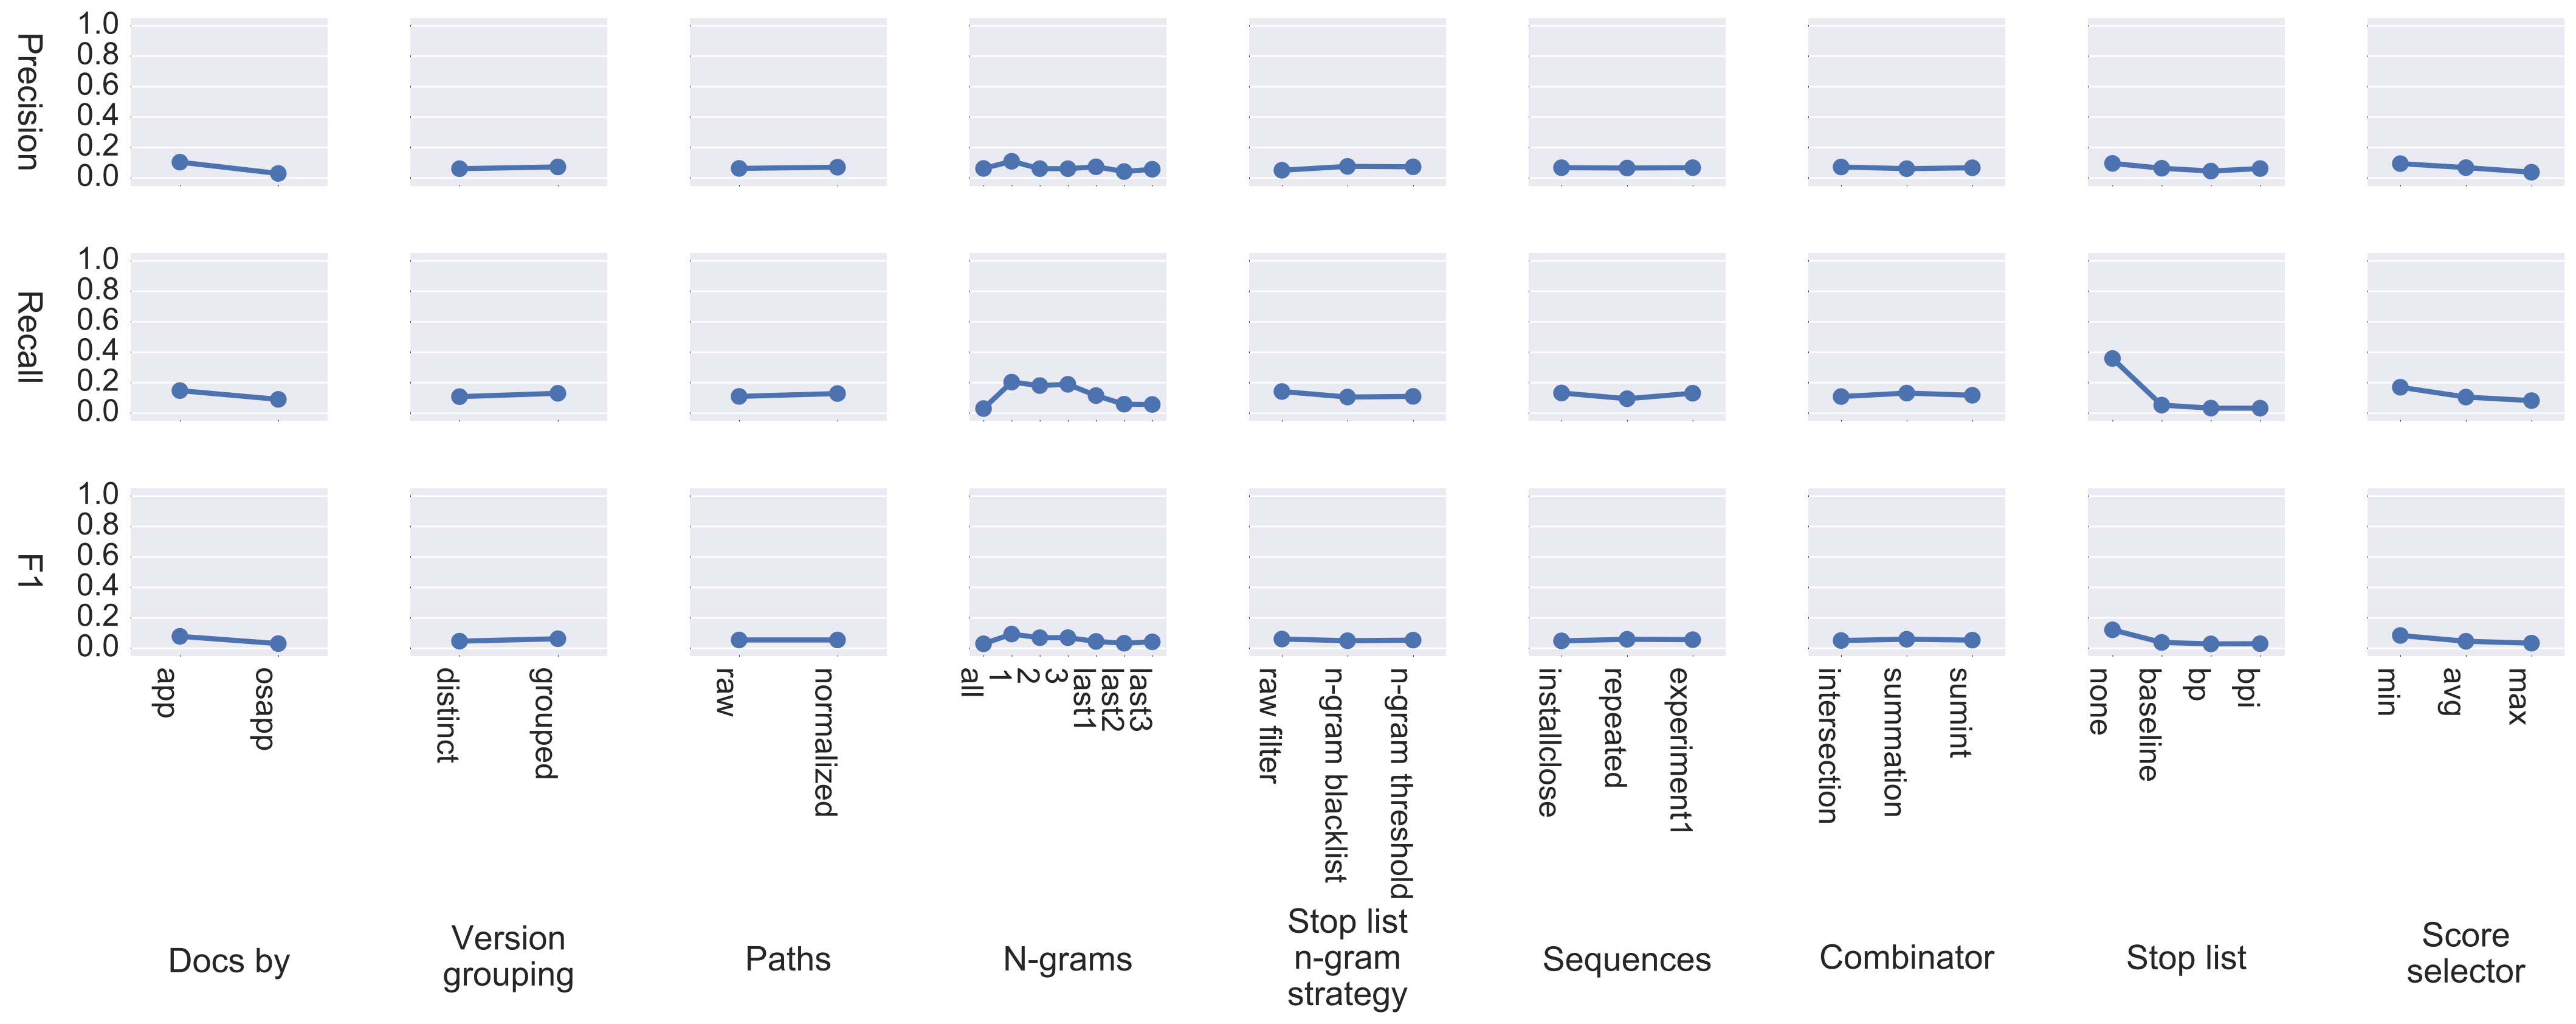 Precision
1.0
0.8
0.6
0.4
0.2
0.0
Recall
1.0
0.8
0.6
0.4
0.2
0.0
F1
1.0
0.8
0.6
0.4
0.2
0.0
app
osapp
distinct
grouped
raw
normalized
all
1
2
3
last1
last2
last3
raw filter
n-gram blacklist
n-gram threshold
installclose
repeated
experiment1
intersection
summation
sumint
none
baseline
bp
bpi
min
avg
max
Docs by
Version
grouping
Paths
N-grams
Stop list
n-gram
strategy
Sequences
Combinator
Stop list
Score
selector